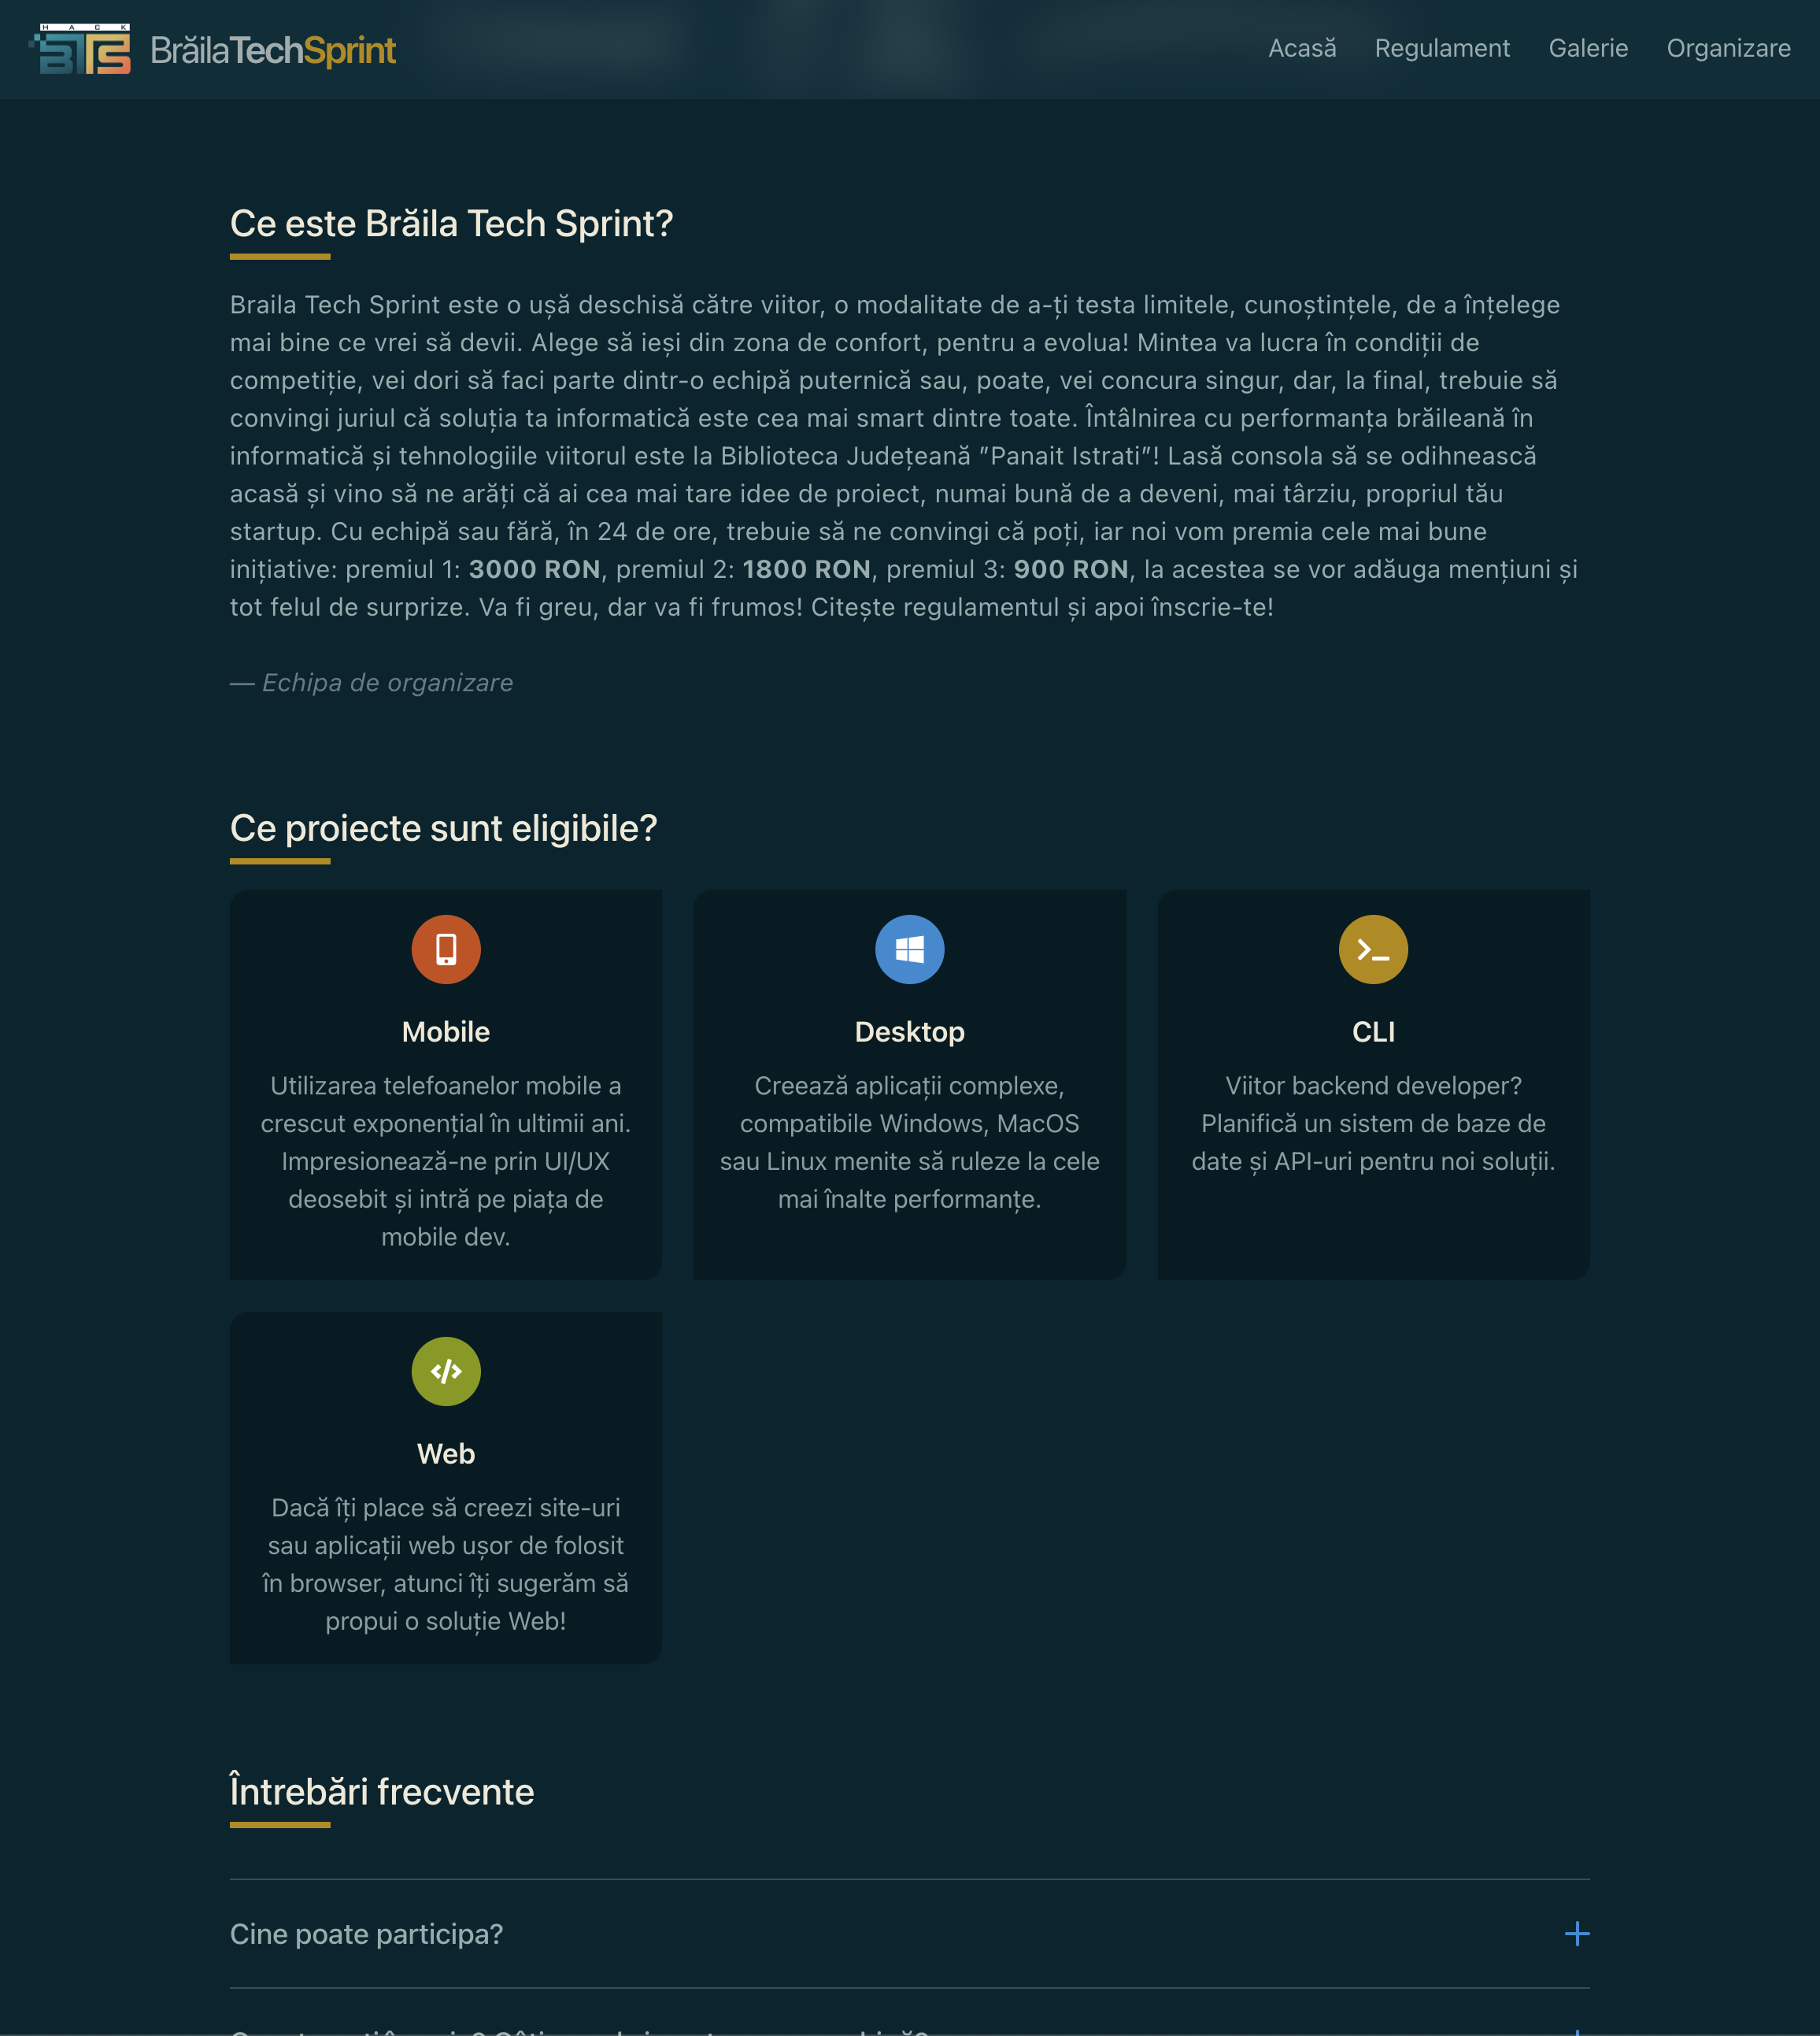 HACK
BTS
BrăilaTechSprint
Acasă
Regulament
Galerie
Organizare
Ce este Brăila Tech Sprint?
Braila Tech Sprint este o ușă deschisă către viitor, o modalitate de a-ți testa limitele, cunoștințele, de a înțelege
mai bine ce vrei să devii. Alege să ieși din zona de confort, pentru a evolua! Mintea va lucra în condiții de
competiție, vei dori să faci parte dintr-o echipă puternică sau, poate, vei concura singur, dar, la final, trebuie să
convingi juriul că soluția ta informatică este cea mai smart dintre toate. Întâlnirea cu performanța brăileană în
informatică și tehnologiile viitorul este la Biblioteca Județeană ”Panait Istrati”! Lasă consola să se odihnească
acasă și vino să ne arăți că ai cea mai tare idee de proiect, numai bună de a deveni, mai târziu, propriul tău
startup. Cu echipă sau fără, în 24 de ore, trebuie să ne convingi că poți, iar noi vom premia cele mai bune
inițiative: premiul 1: 3000 RON, premiul 2: 1800 RON, premiul 3: 900 RON, la acestea se vor adăuga mențiuni și
tot felul de surprize. Va fi greu, dar va fi frumos! Citește regulamentul și apoi înscrie-te!
— Echipa de organizare
Ce proiecte sunt eligibile?
Mobile
Utilizarea telefoanelor mobile a
crescut exponențial în ultimii ani.
Impresionează-ne prin UI/UX
deosebit și intră pe piața de
mobile dev.
Desktop
Creează aplicații complexe,
compatibile Windows, MacOS
sau Linux menite să ruleze la cele
mai înalte performanțe.
CLI
Viitor backend developer?
Planifică un sistem de baze de
date și API-uri pentru noi soluții.
Web
Dacă îți place să creezi site-uri
sau aplicații web ușor de folosit
în browser, atunci îți sugerăm să
propui o soluție Web!
Întrebări frecvente
Cine poate participa?